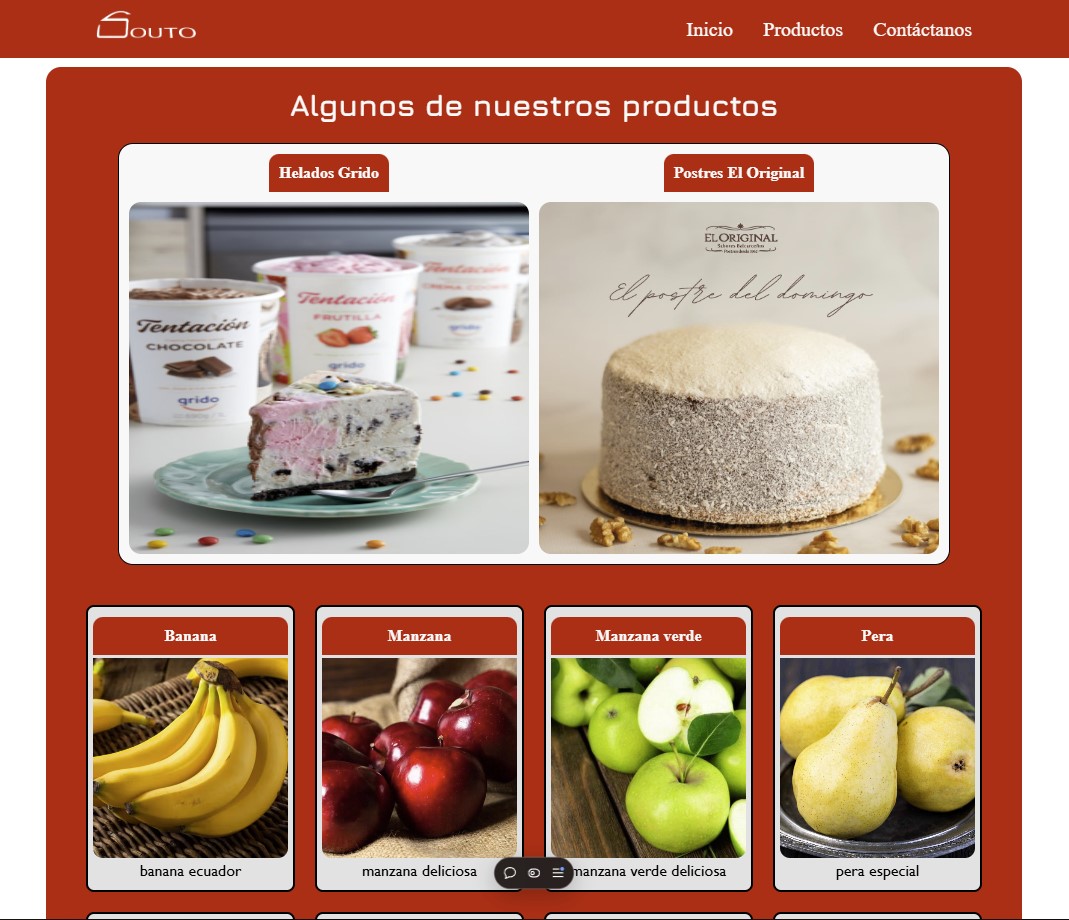 SOUTO
Inicio Productos Contáctanos
Algunos de nuestros productos
Helados Grido
Postres El Original
Tentación
CHOCOLATE
grido
Tentación
FRUTILLA
grido
Tentación
CREMA COOKIE
grido
EL ORIGINAL
El postre del domingo
Banana
Manzana
Manzana verde
Pera
banana ecuador
manzana deliciosa
manzana verde deliciosa
pera especial